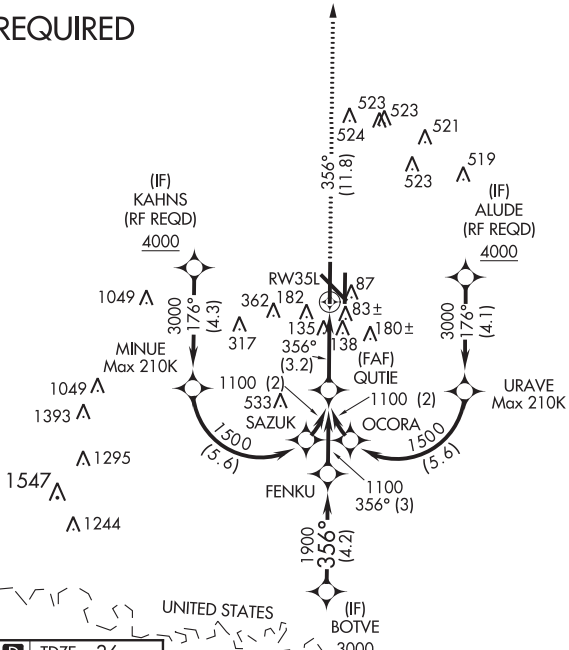 REQUIRED
523
523
524
521
523
519
356°
(11.8)
(IF)
KAHNS
(RF REQD)
4000
(IF)
ALUDE
(RF REQD)
4000
1049
3000
176°
(4.3)
RW35L
87
362
182
83±
317
135
138
180±
3000
176°
(4.1)
356°
(3.2)
(FAF)
QUTIE
MINUE
Max 210K
URAVE
Max 210K
1049
1393
1100 (2)
1100 (2)
533
SAZUK
OCORA
1500
(5.6)
1500
(5.6)
1295
1547
1244
FENKU
1100
356° (3)
1900
356°
(4.2)
UNITED STATES
(IF)
BOTVE
3000
D
TDZE 26